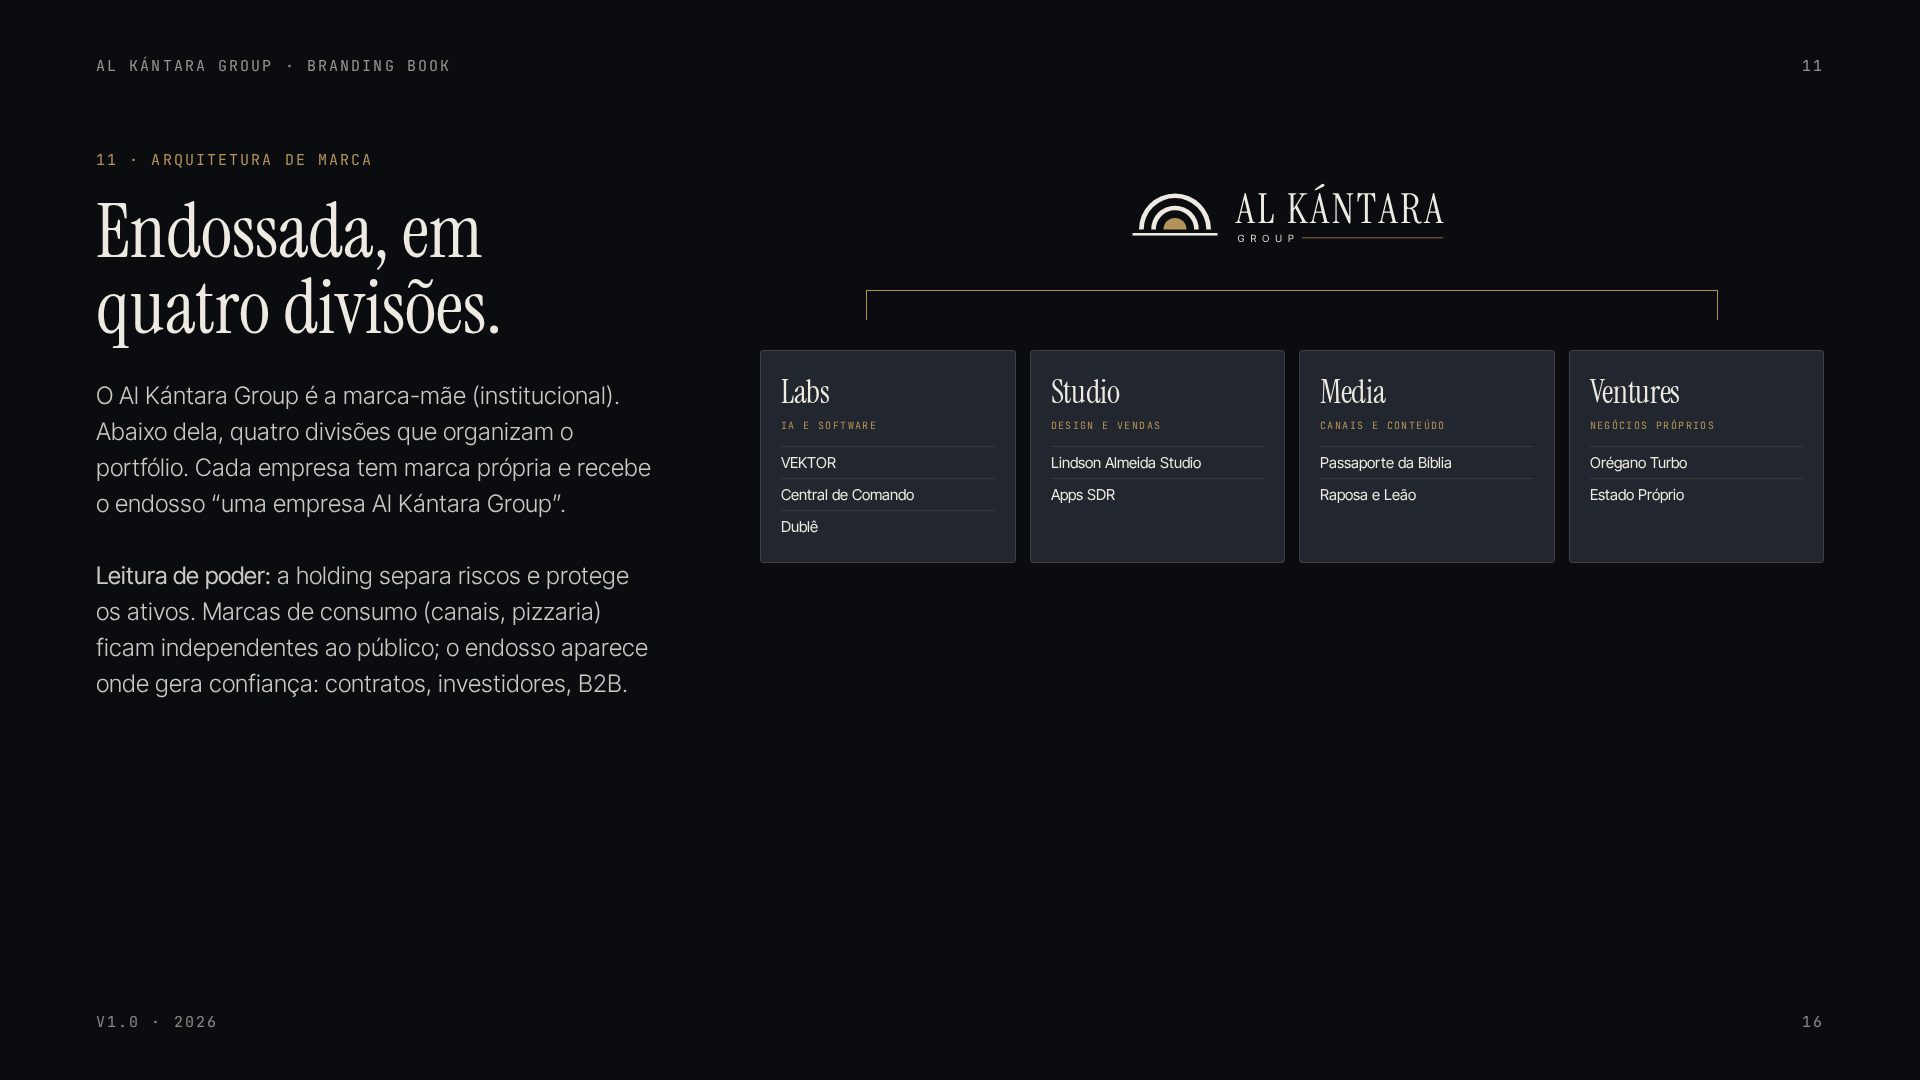 AL KÁNTARA GROUP · BRANDING BOOK
11
11 · ARQUITETURA DE MARCA
Endossada, em
quatro divisões.
O Al Kántara Group é a marca-mãe (institucional).
Abaixo dela, quatro divisões que organizam o
portfólio. Cada empresa tem marca própria e recebe
o endosso “uma empresa Al Kántara Group”.
Leitura de poder: a holding separa riscos e protege
os ativos. Marcas de consumo (canais, pizzaria)
ficam independentes ao público; o endosso aparece
onde gera confiança: contratos, investidores, B2B.
AL KÁNTARA
GROUP
Labs
IA E SOFTWARE
VEKTOR
Central de Comando
Dublê
Studio
DESIGN E VENDAS
Lindson Almeida Studio
Apps SDR
Media
CANAIS E CONTEÚDO
Passaporte da Bíblia
Raposa e Leão
Ventures
NEGÓCIOS PRÓPRIOS
Orégano Turbo
Estado Próprio
V1.0 · 2026
16